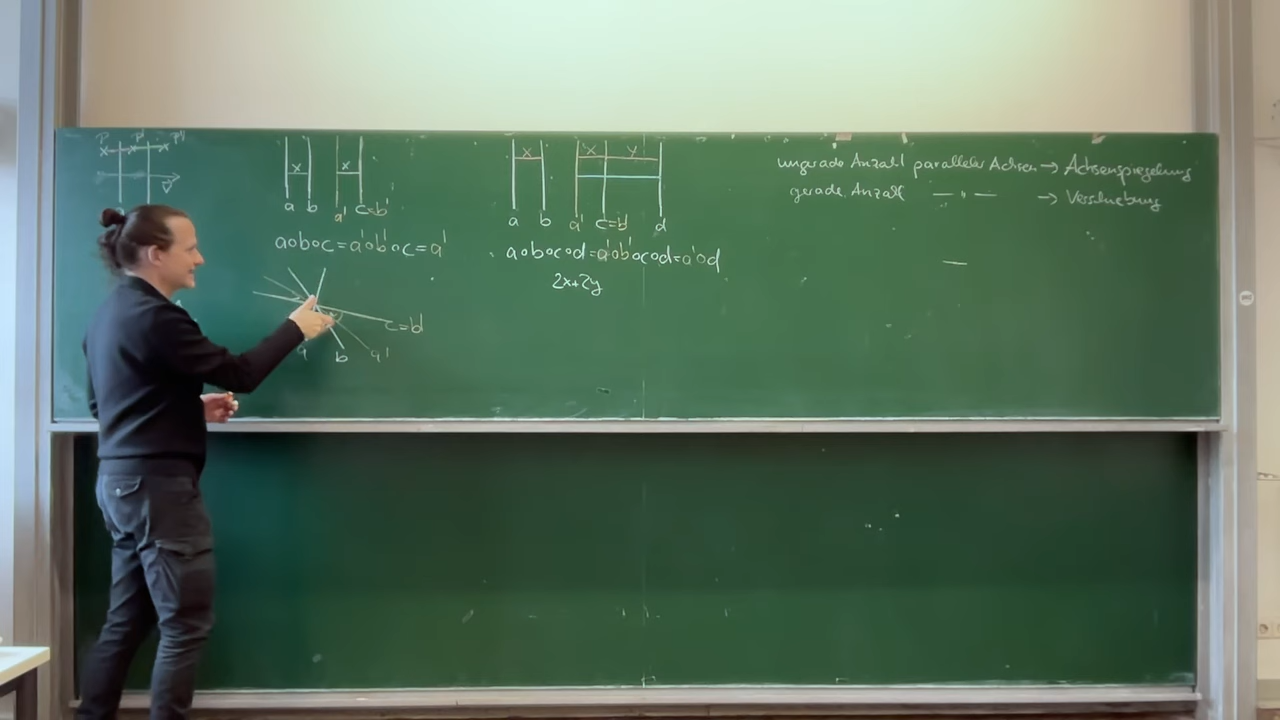 P P' P''
v
x x
a b a' c=b'
a∘b∘c=a'∘b'∘c=a'
c=b'
a b a'
x x y
a b a' c=b' d
a∘b∘c∘d=a'∘b'∘c∘d=a'∘d
2x+2y
ungerade Anzahl paralleler Achsen → Achsenspiegelung
gerade Anzahl — " — → Verschiebung
—